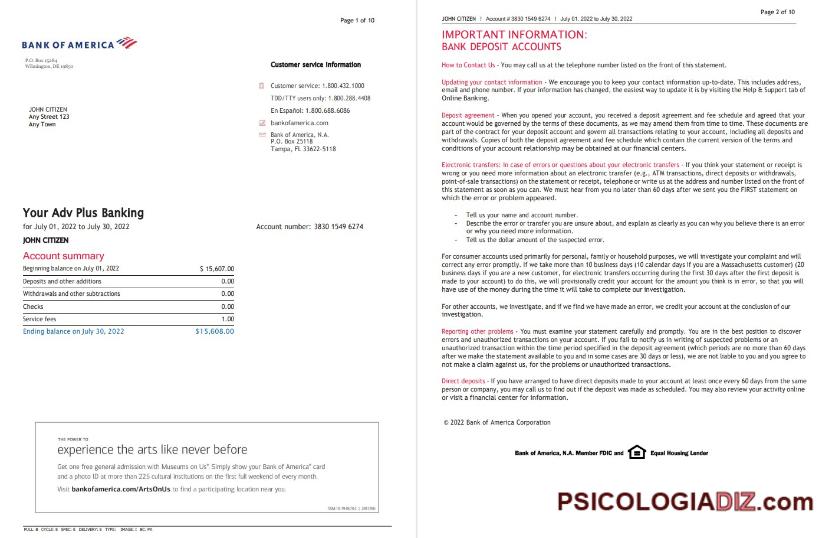 Page 1 of 10
BANK OF AMERICA
P.O. Box 15284
Wilmington, DE 19850
Customer service information
Customer service: 1.800.432.1000
TDD/TTY users only: 1.800.288.4408
En Español: 1.800.688.6086
bankofamerica.com
Bank of America, N.A.
P.O. Box 25118
Tampa, FL 33622-5118
JOHN CITIZEN
Any Street 123
Any Town
Your Adv Plus Banking
for July 01, 2022 to July 30, 2022
Account number: 3830 1549 6274
JOHN CITIZEN
Account summary
Beginning balance on July 01, 2022 $ 15,607.00
Deposits and other additions 0.00
Withdrawals and other subtractions 0.00
Checks 0.00
Service fees 1.00
Ending balance on July 30, 2022 $15,608.00
THE POWER TO
experience the arts like never before
Get one free general admission with Museums on Us®. Simply show your Bank of America® card
and a photo ID at more than 225 cultural institutions on the first full weekend of every month.
Visit bankofamerica.com/ArtsOnUs to find a participating location near you.
PULL: B CYCLE: 6 SPEC: E DELIVERY: E TYPE: IMAGE: I BC: PR
Page 2 of 10
JOHN CITIZEN | Account # 3830 1549 6274 | July 01, 2022 to July 30, 2022
IMPORTANT INFORMATION:
BANK DEPOSIT ACCOUNTS
How to Contact Us - You may call us at the telephone number listed on the front of this statement.
Updating your contact information - We encourage you to keep your contact information up-to-date. This includes address,
email and phone number. If your information has changed, the easiest way to update it is by visiting the Help & Support tab of
Online Banking.
Deposit agreement - When you opened your account, you received a deposit agreement and fee schedule and agreed that your
account would be governed by the terms of these documents, as we may amend them from time to time. These documents are
part of the contract for your deposit account and govern all transactions relating to your account, including all deposits and
withdrawals. Copies of both the deposit agreement and fee schedule which contain the current version of the terms and
conditions of your account relationship may be obtained at our financial centers.
Electronic transfers: In case of errors or questions about your electronic transfers - If you think your statement or receipt is
wrong or you need more information about an electronic transfer (e.g., ATM transactions, direct deposits or withdrawals,
point-of-sale transactions) on the statement or receipt, telephone or write us at the address and number listed on the front of
this statement as soon as you can. We must hear from you no later than 60 days after we sent you the FIRST statement on
which the error or problem appeared.
- Tell us your name and account number.
- Describe the error or transfer you are unsure about, and explain as clearly as you can why you believe there is an error
or why you need more information.
- Tell us the dollar amount of the suspected error.
For consumer accounts used primarily for personal, family or household purposes, we will investigate your complaint and will
correct any error promptly. If we take more than 10 business days (10 calendar days if you are a Massachusetts customer) (20
business days if you are a new customer, for electronic transfers occurring during the first 30 days after the first deposit is
made to your account) to do this, we will provisionally credit your account for the amount you think is in error, so that you will
have use of the money during the time it will take to complete our investigation.
For other accounts, we investigate, and if we find we have made an error, we credit your account at the conclusion of our
investigation.
Reporting other problems - You must examine your statement carefully and promptly. You are in the best position to discover
errors and unauthorized transactions on your account. If you fail to notify us in writing of suspected problems or an
unauthorized transaction within the time period specified in the deposit agreement (which periods are no more than 60 days
after we make the statement available to you and in some cases are 30 days or less), we are not liable to you and you agree to
not make a claim against us, for the problems or unauthorized transactions.
Direct deposits - If you have arranged to have direct deposits made to your account at least once every 60 days from the same
person or company, you may call us to find out if the deposit was made as scheduled. You may also review your activity online
or visit a financial center for information.
© 2022 Bank of America Corporation
Bank of America, N.A. Member FDIC and Equal Housing Lender
PSICOLOGIADIZ.com